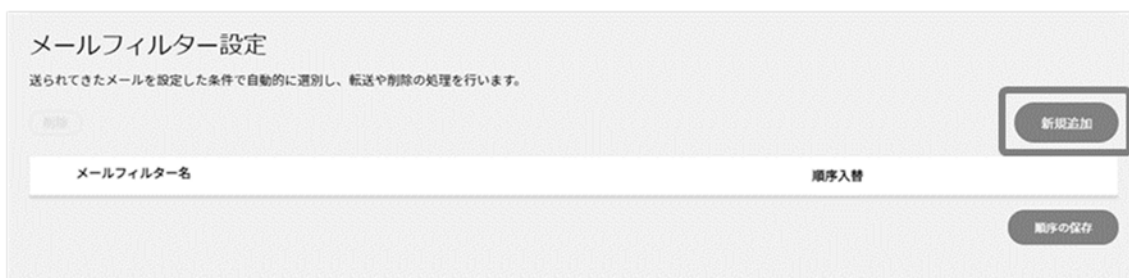 メールフィルター設定
送られてきたメールを設定した条件で自動的に選別し、転送や削除の処理を行います。
削除
新規追加
メールフィルター名 順序入替
順序の保存